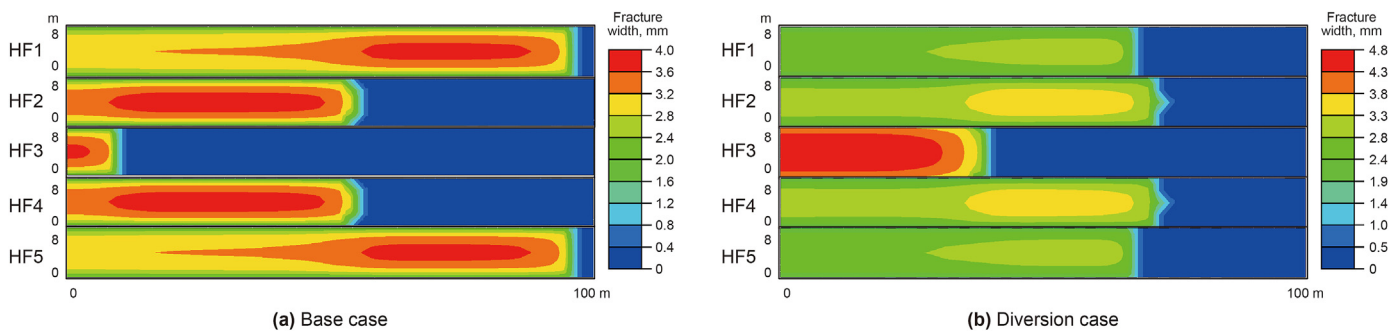 m
HF1
8
0
HF2
8
0
HF3
8
0
HF4
8
0
HF5
8
0
0
100 m
Fracture
width, mm
4.0
3.6
3.2
2.8
2.4
2.0
1.6
1.2
0.8
0.4
0
(a) Base case
m
HF1
8
0
HF2
8
0
HF3
8
0
HF4
8
0
HF5
8
0
0
100 m
Fracture
width, mm
4.8
4.3
3.8
3.3
2.8
2.4
1.9
1.4
1.0
0.5
0
(b) Diversion case